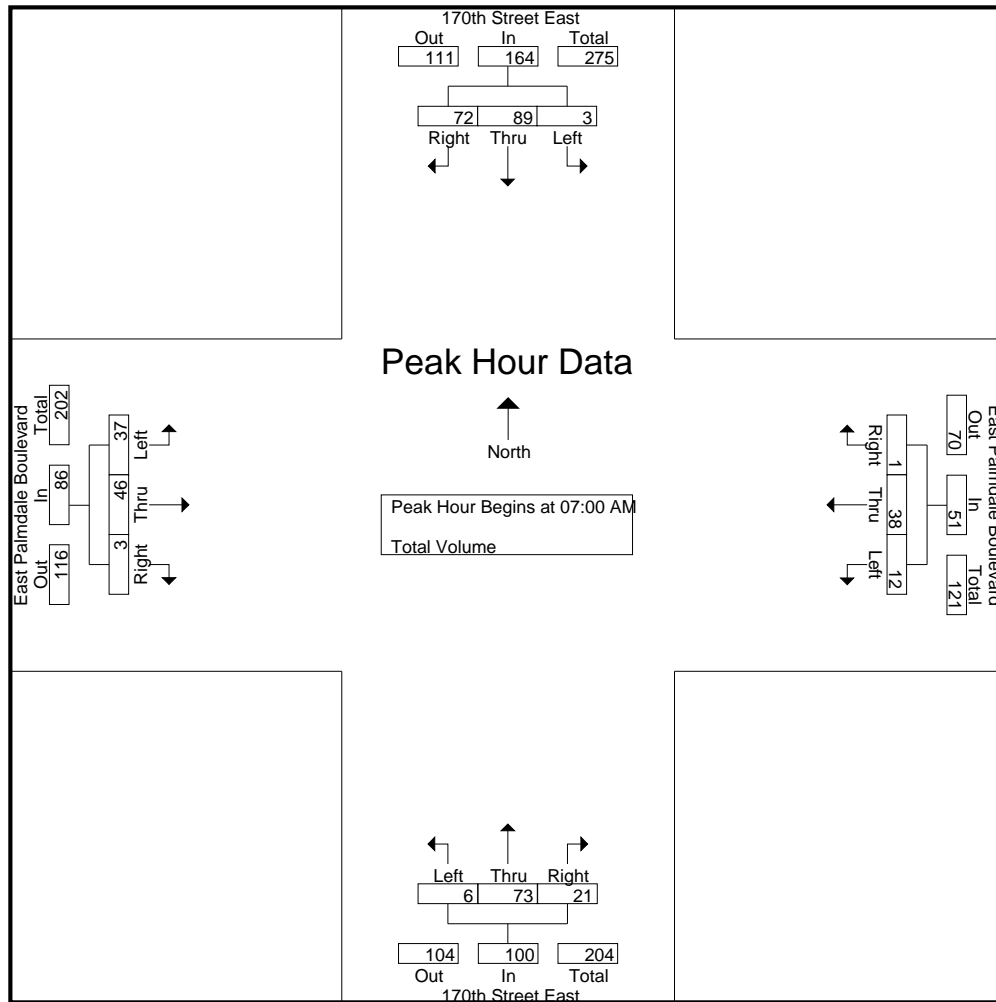 170th Street East
Out In Total
111 164 275
72 89 3
Right Thru Left
Peak Hour Data
North
Peak Hour Begins at 07:00 AM
Total Volume
East Palmdale Boulevard
Out In Total
116 86 202
Left Thru Right
37 46 3
East Palmdale Boulevard
Out In Total
70 51 121
Right Thru Left
1 38 12
Left Thru Right
6 73 21
104 100 204
Out In Total
170th Street East